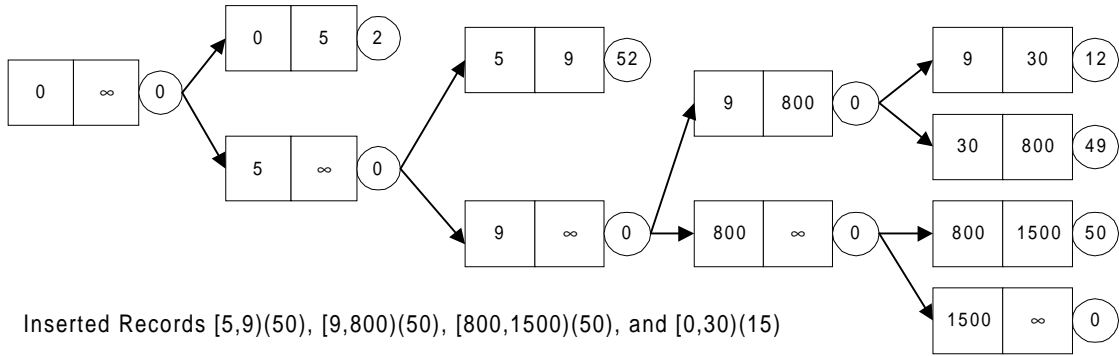 0 ∞ 0
0 5 2
5 ∞ 0
5 9 52
9 ∞ 0
9 800 0
800 ∞ 0
9 30 12
30 800 49
800 1500 50
1500 ∞ 0
Inserted Records [5,9)(50), [9,800)(50), [800,1500)(50), and [0,30)(15)